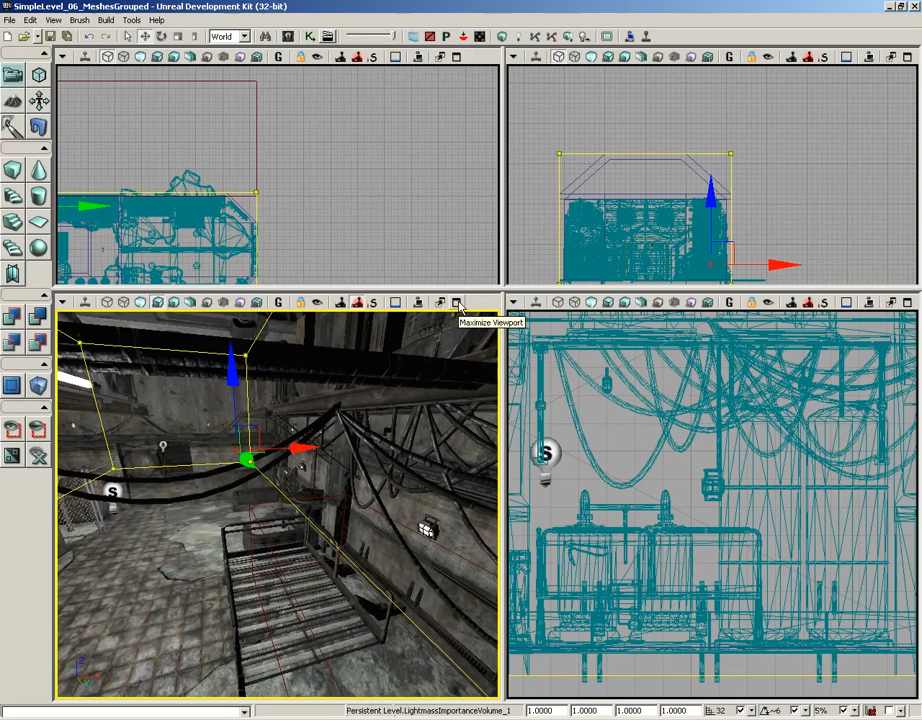 SimpleLevel_06_MeshesGrouped - Unreal Development Kit (32-bit)
File Edit View Brush Build Tools Help
World K P
G S G S
G S G S
Maximize Viewport
S
S
Z
Persistent Level.LightmassImportanceVolume_1 1.0000 1.0000 1.0000 1.0000 32 ~6 5%